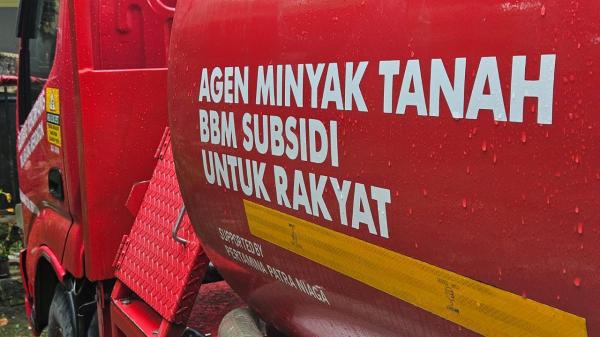 AGEN MINYAK TANAH
BBM SUBSIDI
UNTUK RAKYAT
SUPPORTED BY
PERTAMINA PATRA NIAGA